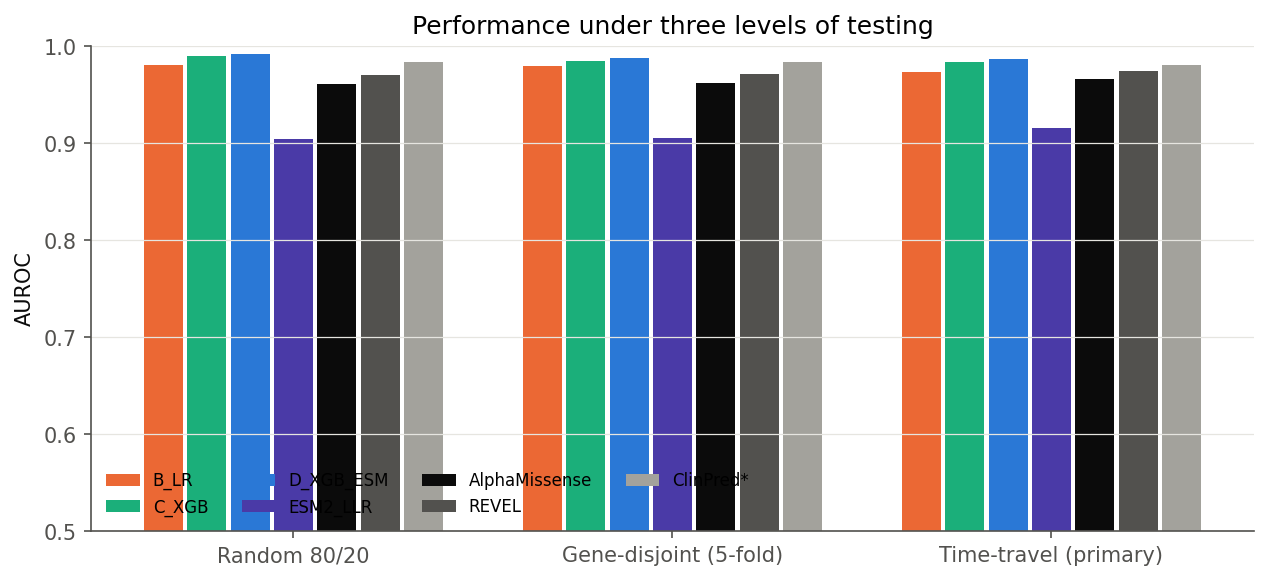 Performance under three levels of testing
AUROC
1.0
0.9
0.8
0.7
0.6
0.5
B_LR D_XGB_ESM AlphaMissense ClinPred*
C_XGB ESM2_LLR REVEL
Random 80/20 Gene-disjoint (5-fold) Time-travel (primary)